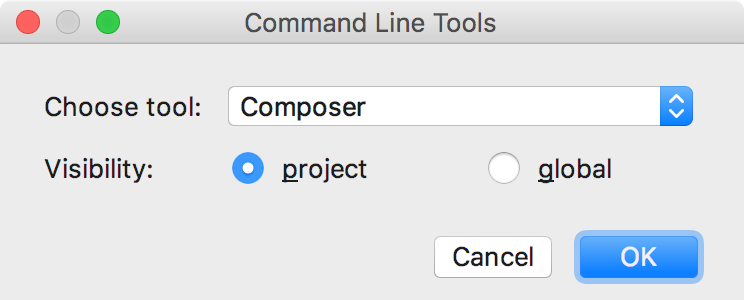 Command Line Tools
Choose tool: Composer
Visibility: project global
Cancel OK